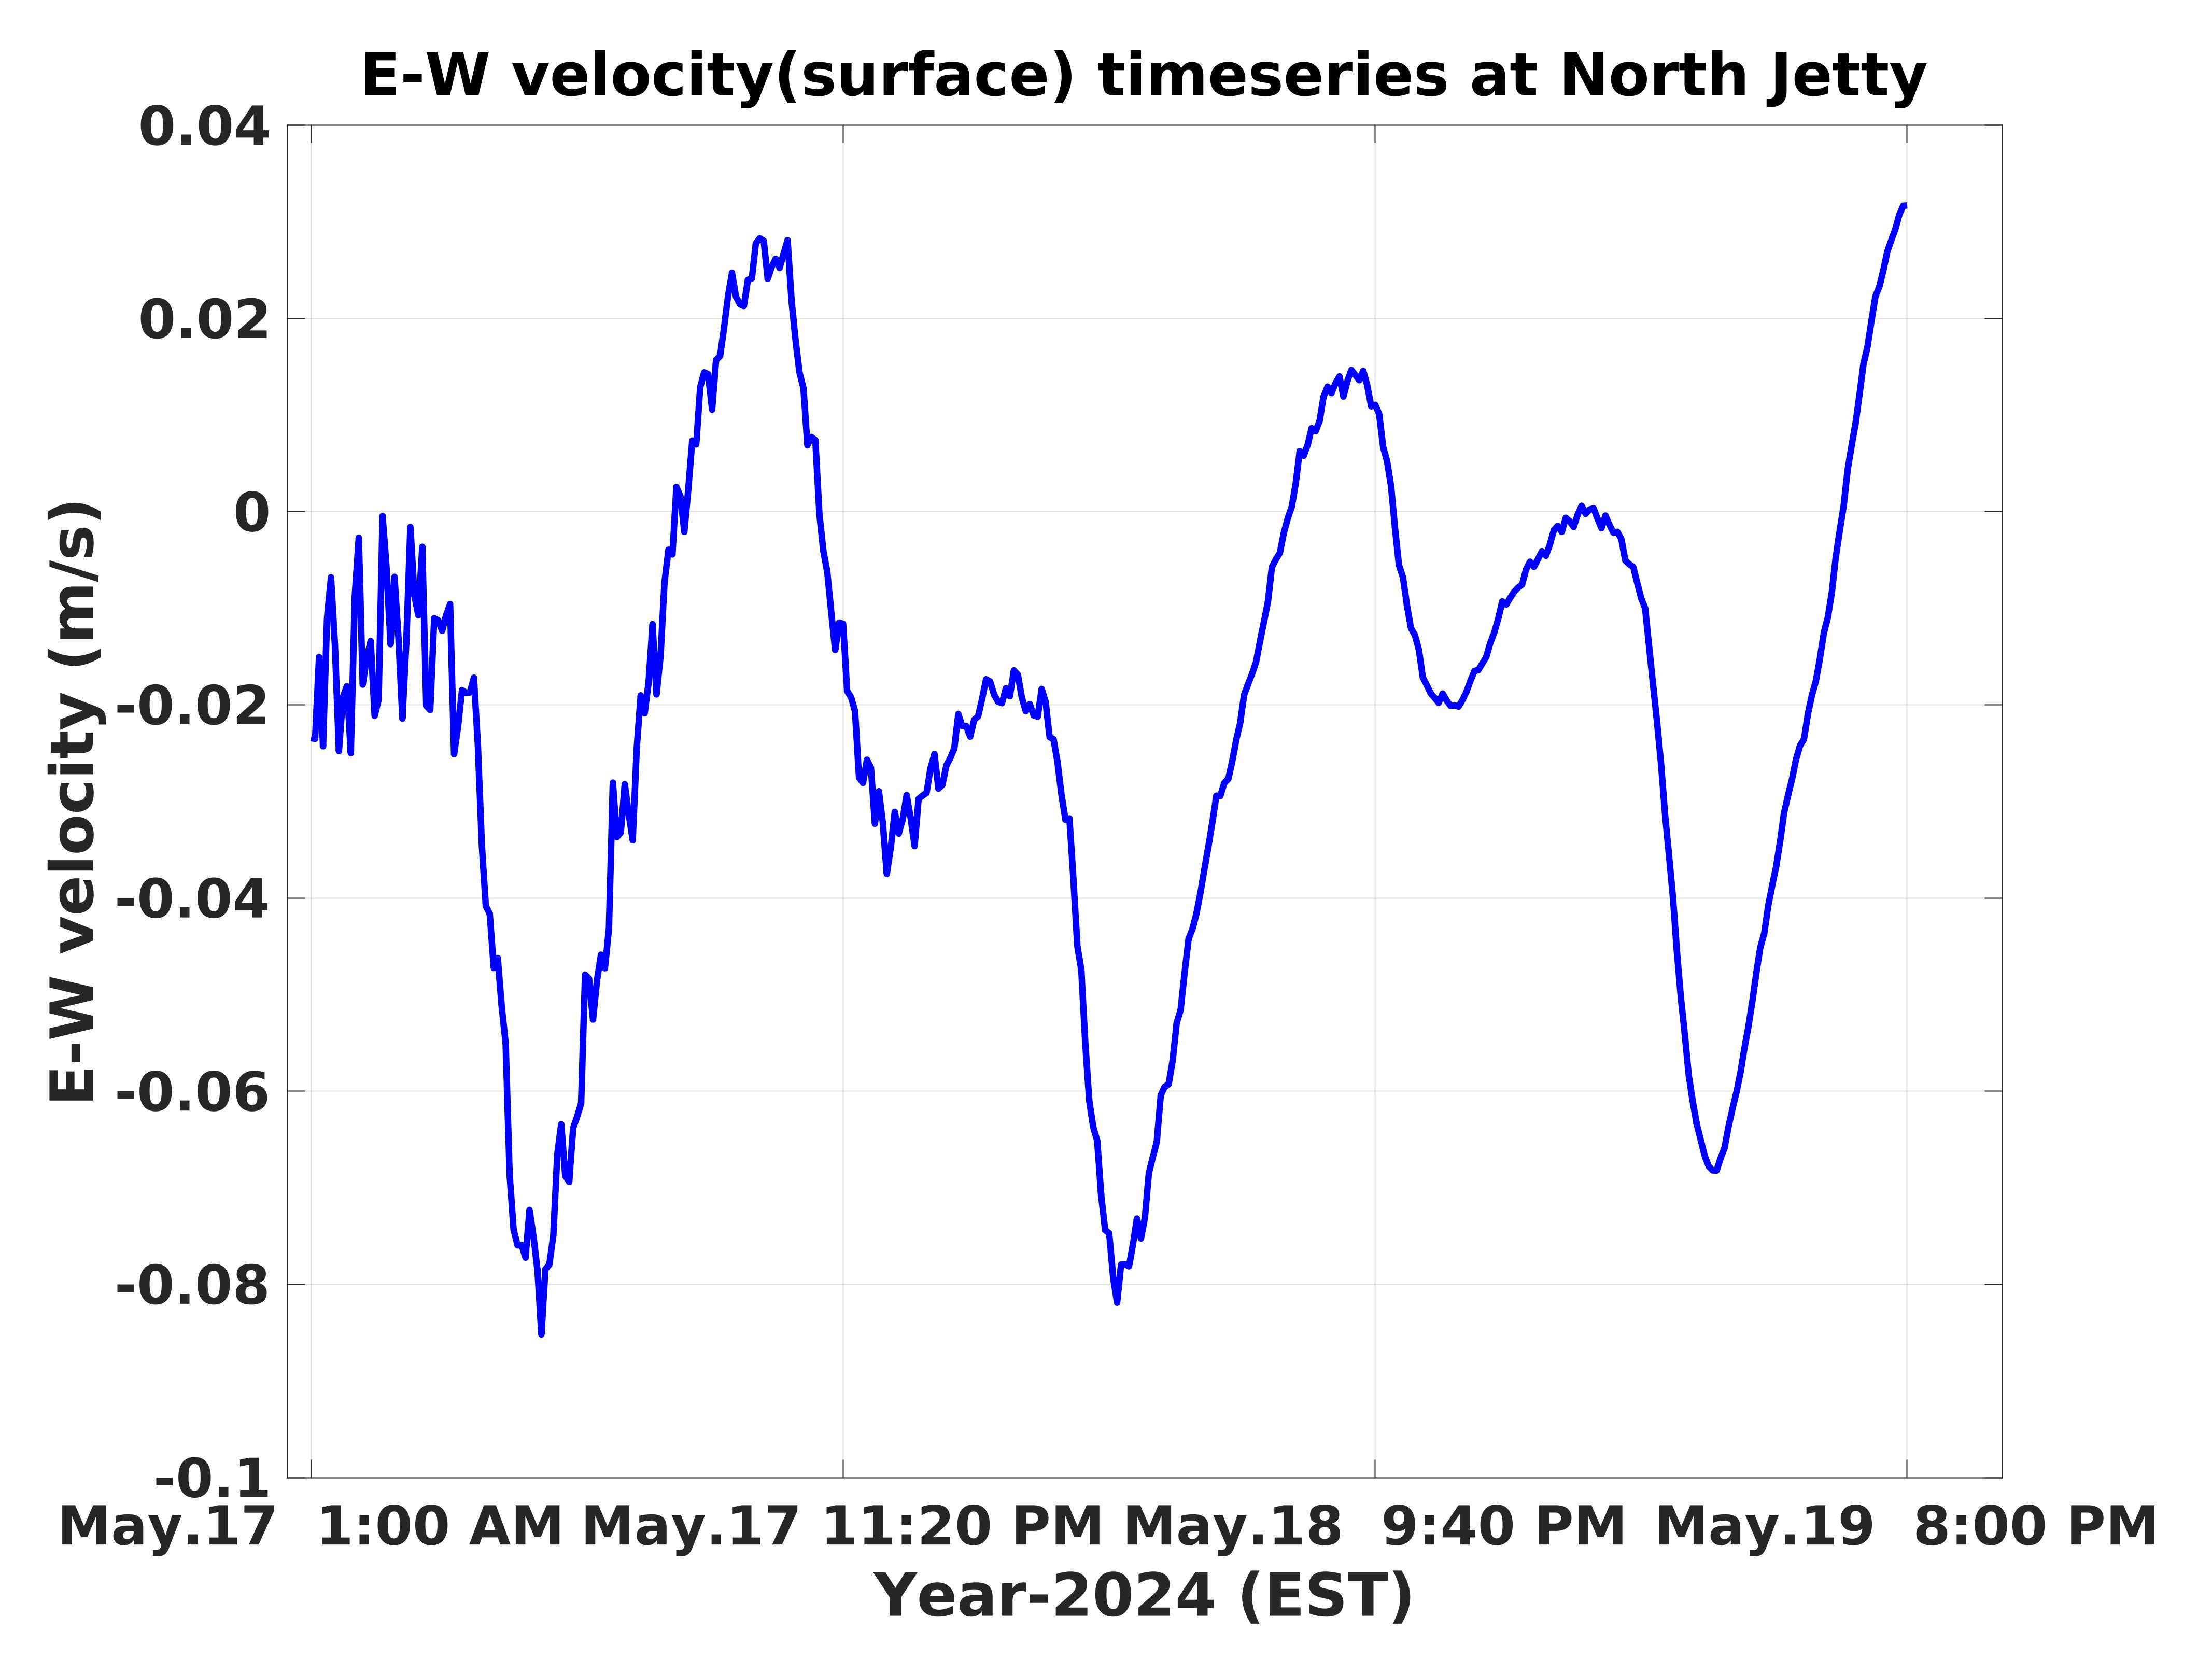 E-W velocity(surface) timeseries at North Jetty
0.04
0.02
0
-0.02
-0.04
-0.06
-0.08
-0.1
E-W velocity (m/s)
May.17 1:00 AM May.17 11:20 PM May.18 9:40 PM May.19 8:00 PM
Year-2024 (EST)